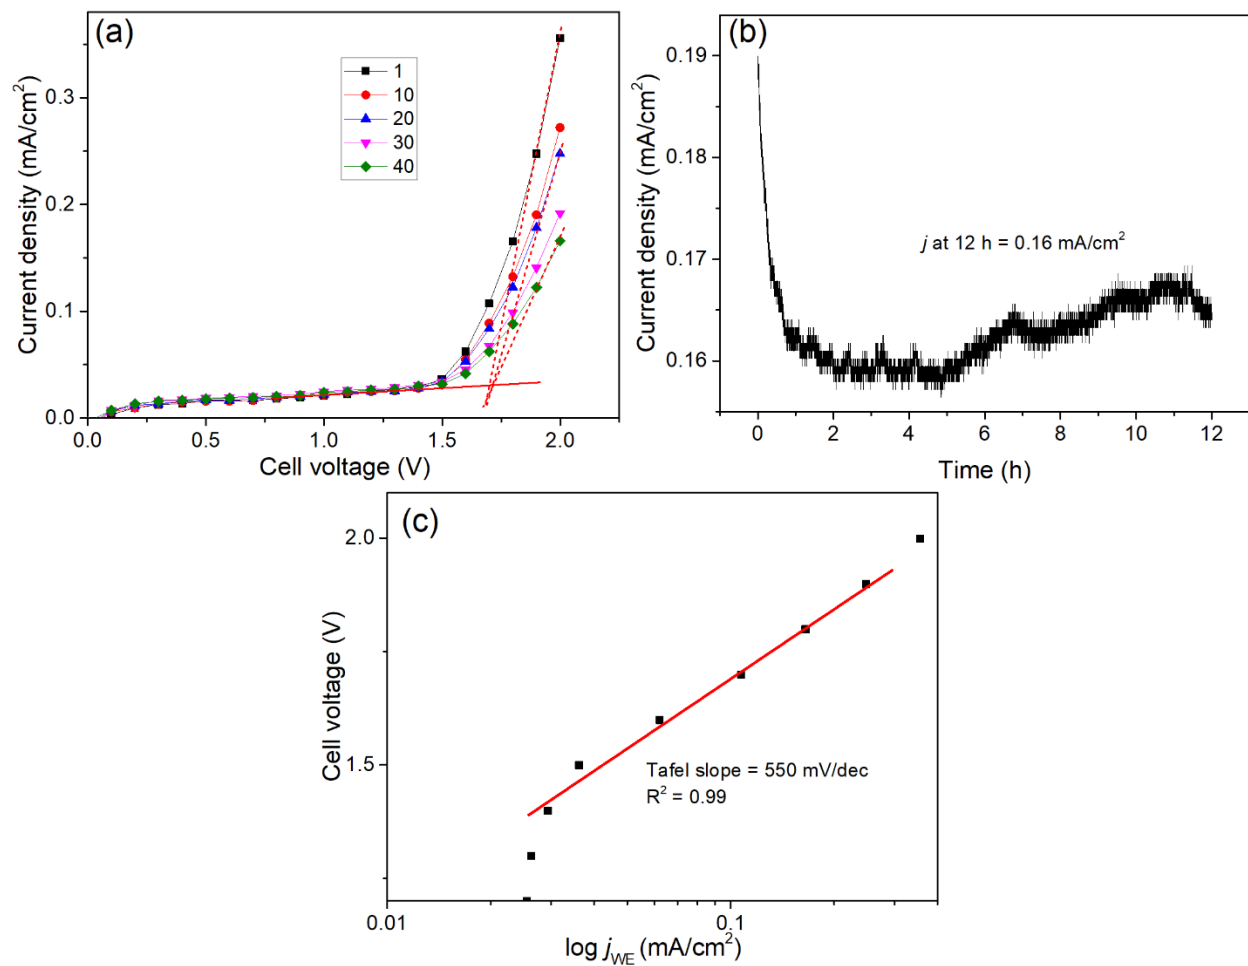 (a)
Current density (mA/cm²)
0.3
0.2
0.1
0.0
1
10
20
30
40
0.0 0.5 1.0 1.5 2.0
Cell voltage (V)
(b)
Current density (mA/cm²)
0.19
0.18
0.17
0.16
j at 12 h = 0.16 mA/cm²
0 2 4 6 8 10 12
Time (h)
(c)
Cell voltage (V)
2.0
1.5
Tafel slope = 550 mV/dec
R² = 0.99
0.01 0.1
log j_WE (mA/cm²)